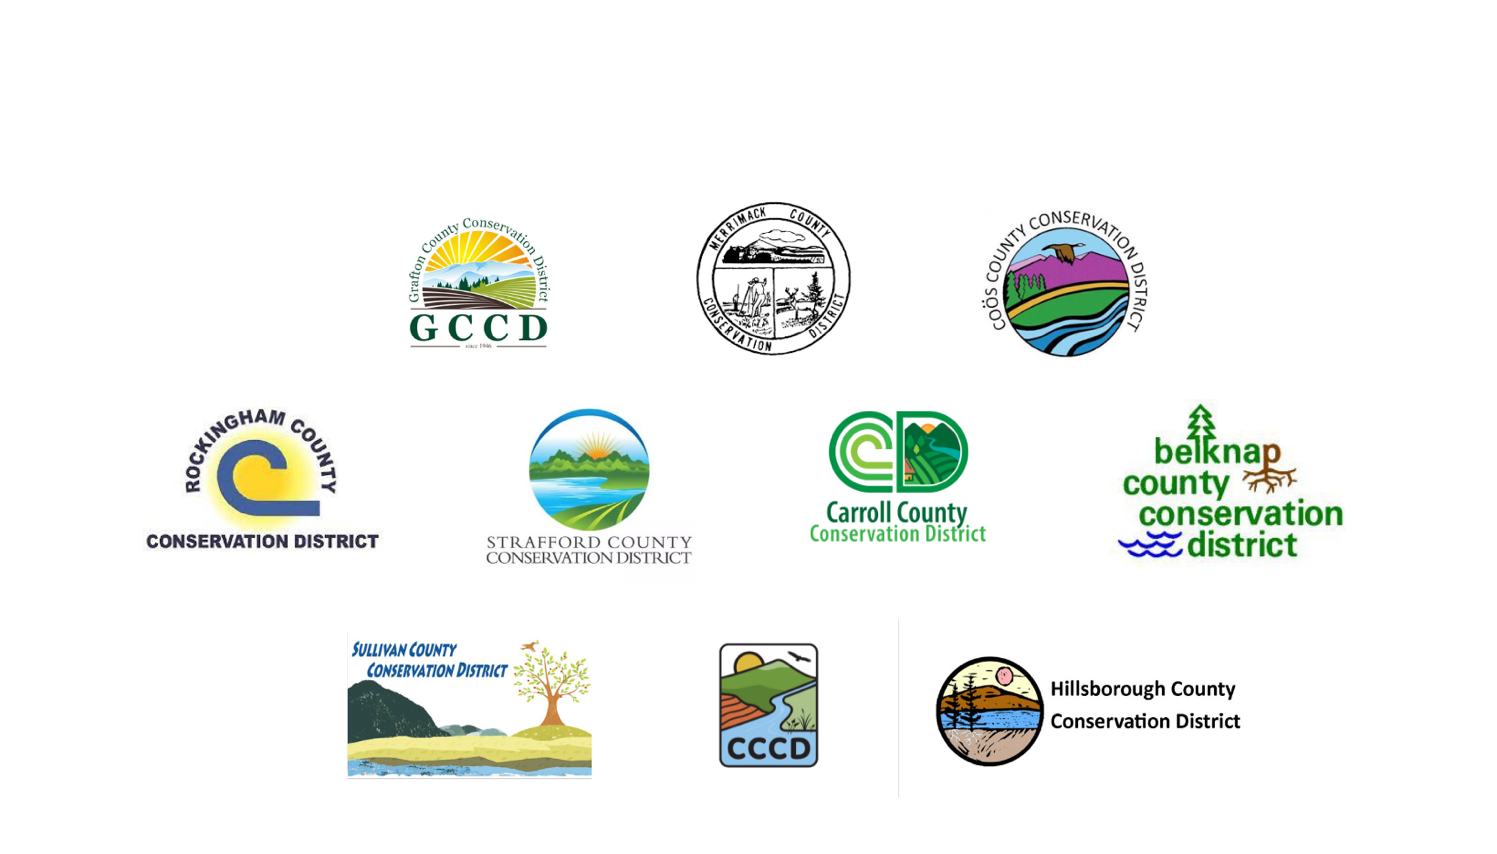 Grafton County Conservation District
GCCD
since 1946
MERRIMACK COUNTY
CONSERVATION DISTRICT
COÖS COUNTY CONSERVATION DISTRICT
ROCKINGHAM COUNTY
CONSERVATION DISTRICT
STRAFFORD COUNTY
CONSERVATION DISTRICT
Carroll County
Conservation District
belknap
county
conservation
district
SULLIVAN COUNTY
CONSERVATION DISTRICT
CCCD
Hillsborough County
Conservation District